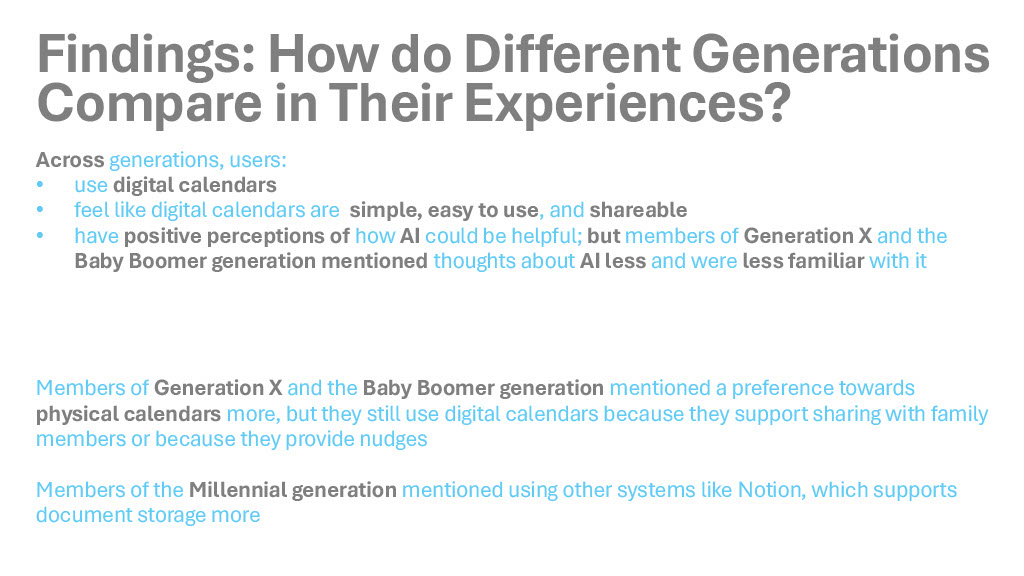 Findings: How do Different Generations
Compare in Their Experiences?
Across generations, users:
• use digital calendars
• feel like digital calendars are simple, easy to use, and shareable
• have positive perceptions of how AI could be helpful; but members of Generation X and the
Baby Boomer generation mentioned thoughts about AI less and were less familiar with it
Members of Generation X and the Baby Boomer generation mentioned a preference towards
physical calendars more, but they still use digital calendars because they support sharing with family
members or because they provide nudges
Members of the Millennial generation mentioned using other systems like Notion, which supports
document storage more